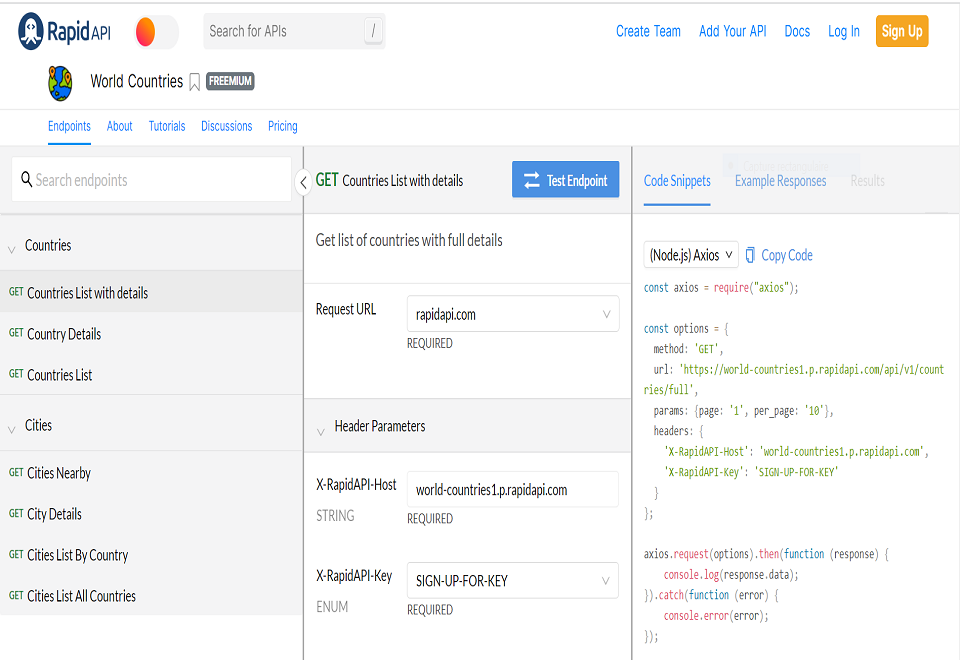 RapidAPI
Search for APIs
/
Create Team
Add Your API
Docs
Log In
Sign Up
World Countries
FREEMIUM
Endpoints
About
Tutorials
Discussions
Pricing
Search endpoints
Countries
GET Countries List with details
GET Country Details
GET Countries List
Cities
GET Cities Nearby
GET City Details
GET Cities List By Country
GET Cities List All Countries
GET Countries List with details
Test Endpoint
Get list of countries with full details
Request URL
rapidapi.com
REQUIRED
Header Parameters
X-RapidAPI-Host
world-countries1.p.rapidapi.com
STRING
REQUIRED
X-RapidAPI-Key
SIGN-UP-FOR-KEY
ENUM
REQUIRED
Code Snippets
Example Responses
Results
(Node.js) Axios
Copy Code
const axios = require("axios");
const options = {
method: 'GET',
url: 'https://world-countries1.p.rapidapi.com/api/v1/count
ries/full',
params: {page: '1', per_page: '10'},
headers: {
'X-RapidAPI-Host': 'world-countries1.p.rapidapi.com',
'X-RapidAPI-Key': 'SIGN-UP-FOR-KEY'
}
};
axios.request(options).then(function (response) {
console.log(response.data);
}).catch(function (error) {
console.error(error);
});